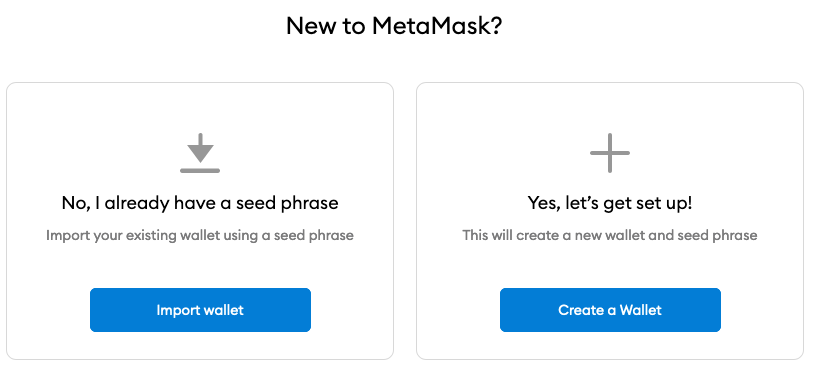 New to MetaMask?
No, I already have a seed phrase
Import your existing wallet using a seed phrase
Import wallet
Yes, let’s get set up!
This will create a new wallet and seed phrase
Create a Wallet